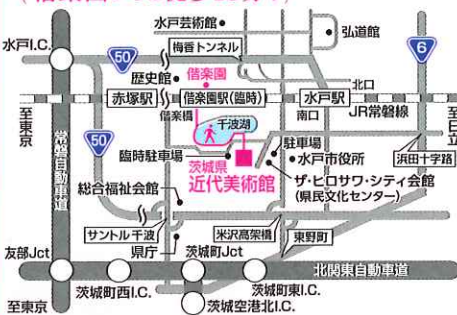 水戸芸術館
弘道館
水戸I.C.
50
梅香トンネル
6
歴史館
偕楽園
北口
赤塚駅
偕楽園駅(臨時)
水戸駅
至東京
偕楽橋
千波湖
南口
JR常磐線
至日立
常磐自動車道
50
臨時駐車場
駐車場
水戸市役所
浜田十字路
茨城県
近代美術館
ザ・ヒロサワ・シティ会館
(県民文化センター)
総合福祉会館
サントル千波
県庁
米沢高架橋
東野町
友部Jct
茨城町Jct
北関東自動車道
茨城町西I.C.
茨城町東I.C.
至東京
茨城空港北I.C.